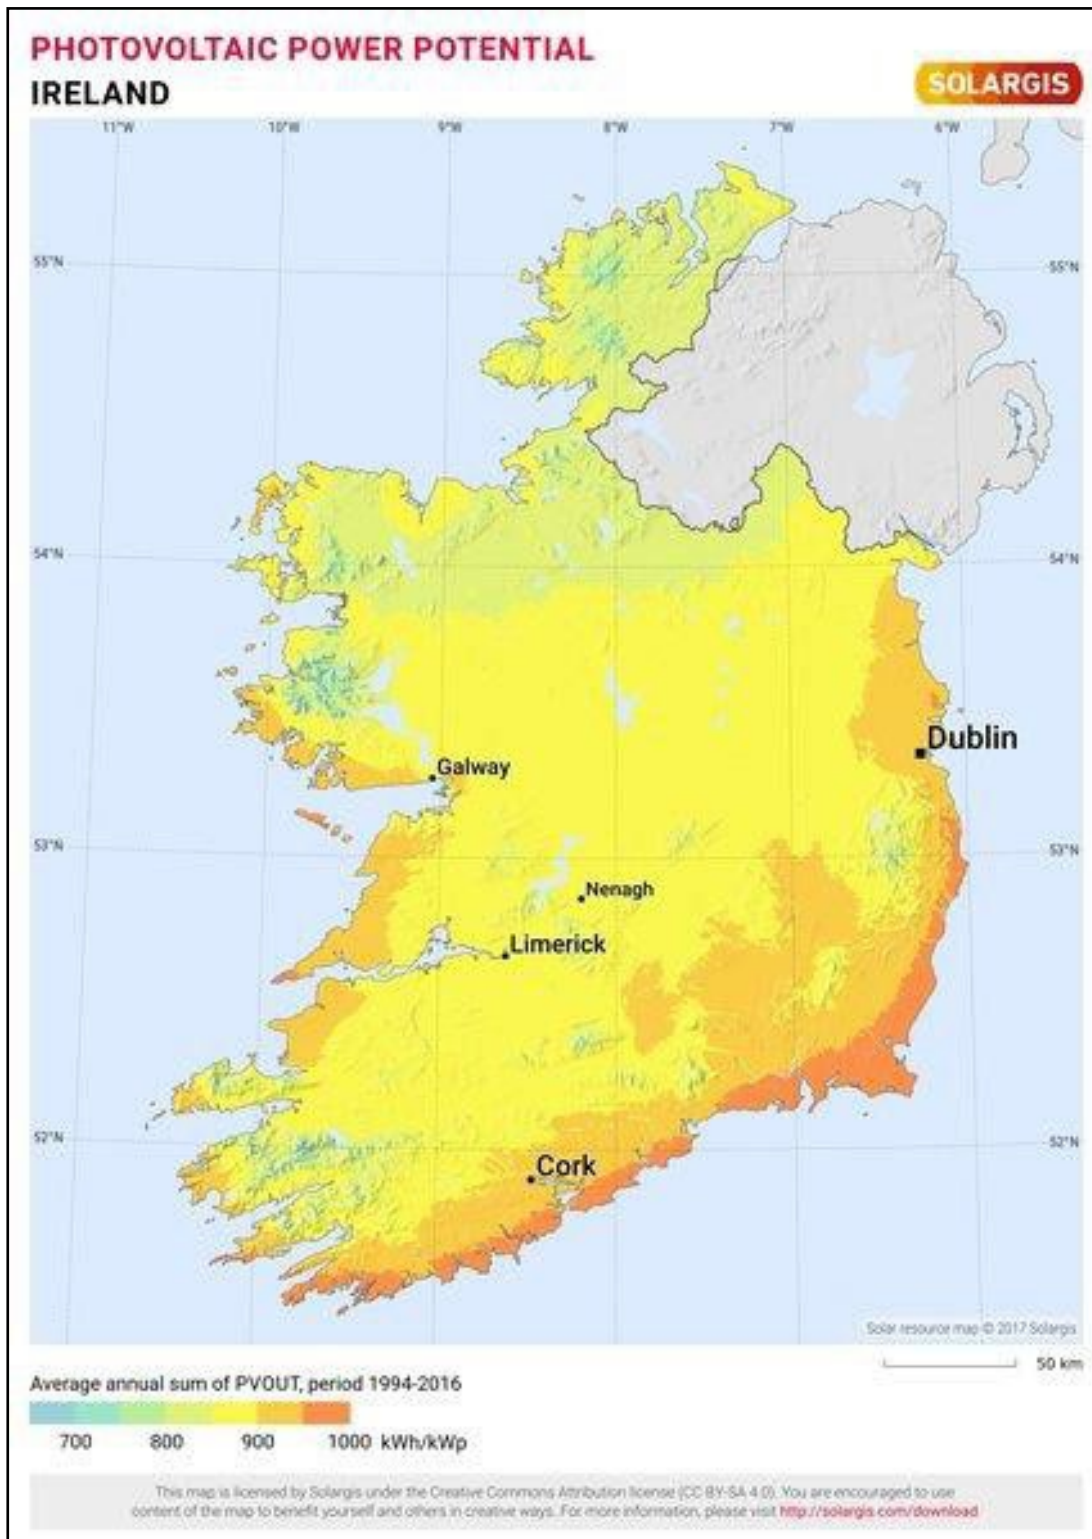 PHOTOVOLTAIC POWER POTENTIAL
IRELAND
SOLARGIS
11°W 10°W 9°W 8°W 7°W 6°W
55°N 55°N
54°N 54°N
Dublin
Galway
53°N 53°N
Nenagh
Limerick
52°N 52°N
Cork
Solar resource map © 2017 Solargis
50 km
Average annual sum of PVOUT, period 1994-2016
700 800 900 1000 kWh/kWp
This map is licensed by Solargis under the Creative Commons Attribution license (CC BY-SA 4.0). You are encouraged to use
content of the map to benefit yourself and others in creative ways. For more information, please visit http://solargis.com/download